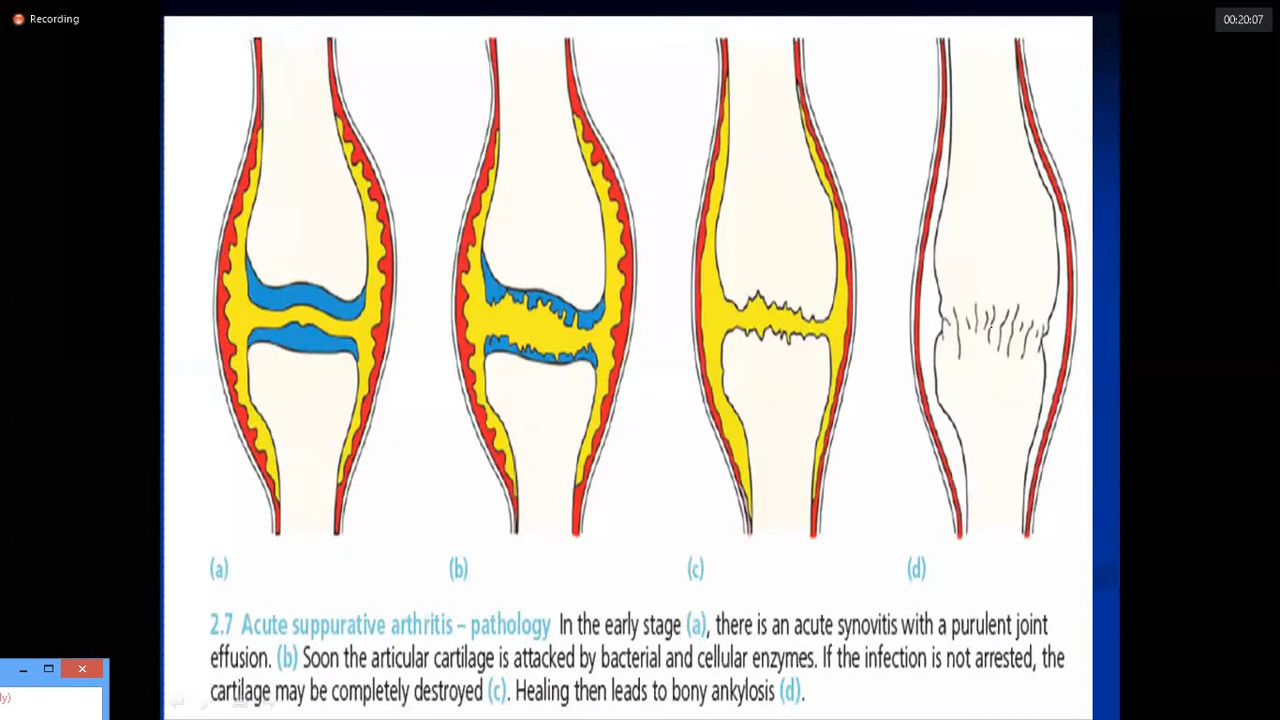 Recording
00:20:07
(a) (b) (c) (d)
2.7 Acute suppurative arthritis – pathology In the early stage (a), there is an acute synovitis with a purulent joint
effusion. (b) Soon the articular cartilage is attacked by bacterial and cellular enzymes. If the infection is not arrested, the
cartilage may be completely destroyed (c). Healing then leads to bony ankylosis (d).